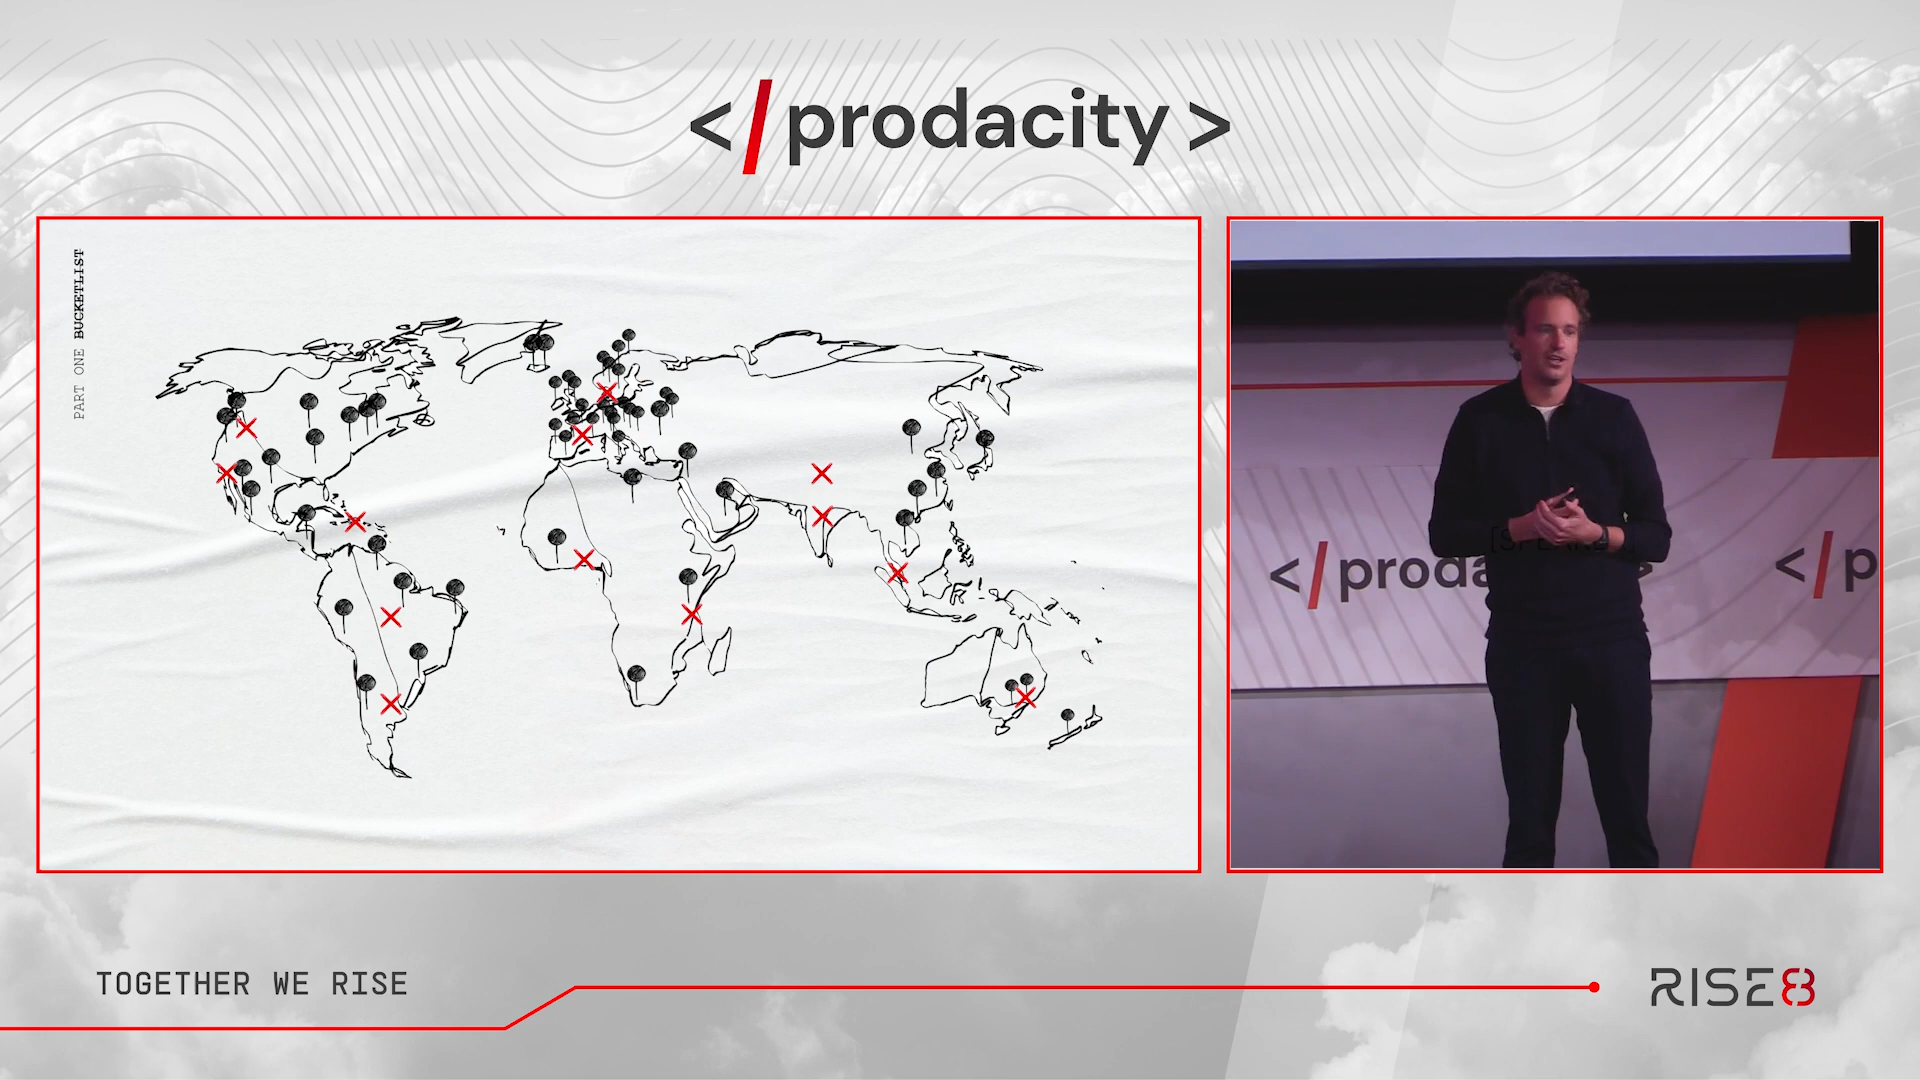 </prodacity>
PART ONE BUCKETLIST
</proda
</p
TOGETHER WE RISE
RISE8